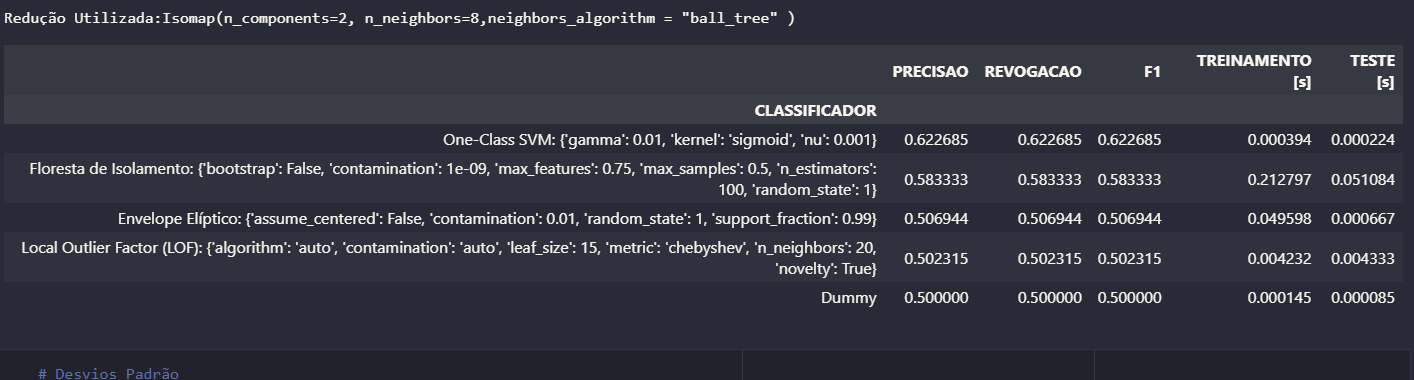 Redução Utilizada:Isomap(n_components=2, n_neighbors=8,neighbors_algorithm = "ball_tree" )
PRECISAO REVOGACAO F1 TREINAMENTO [s] TESTE [s]
CLASSIFICADOR
One-Class SVM: {'gamma': 0.01, 'kernel': 'sigmoid', 'nu': 0.001} 0.622685 0.622685 0.622685 0.000394 0.000224
Floresta de Isolamento: {'bootstrap': False, 'contamination': 1e-09, 'max_features': 0.75, 'max_samples': 0.5, 'n_estimators':
100, 'random_state': 1} 0.583333 0.583333 0.583333 0.212797 0.051084
Envelope Elíptico: {'assume_centered': False, 'contamination': 0.01, 'random_state': 1, 'support_fraction': 0.99} 0.506944 0.506944 0.506944 0.049598 0.000667
Local Outlier Factor (LOF): {'algorithm': 'auto', 'contamination': 'auto', 'leaf_size': 15, 'metric': 'chebyshev', 'n_neighbors': 20,
'novelty': True} 0.502315 0.502315 0.502315 0.004232 0.004333
Dummy 0.500000 0.500000 0.500000 0.000145 0.000085
# Desvios Padrão